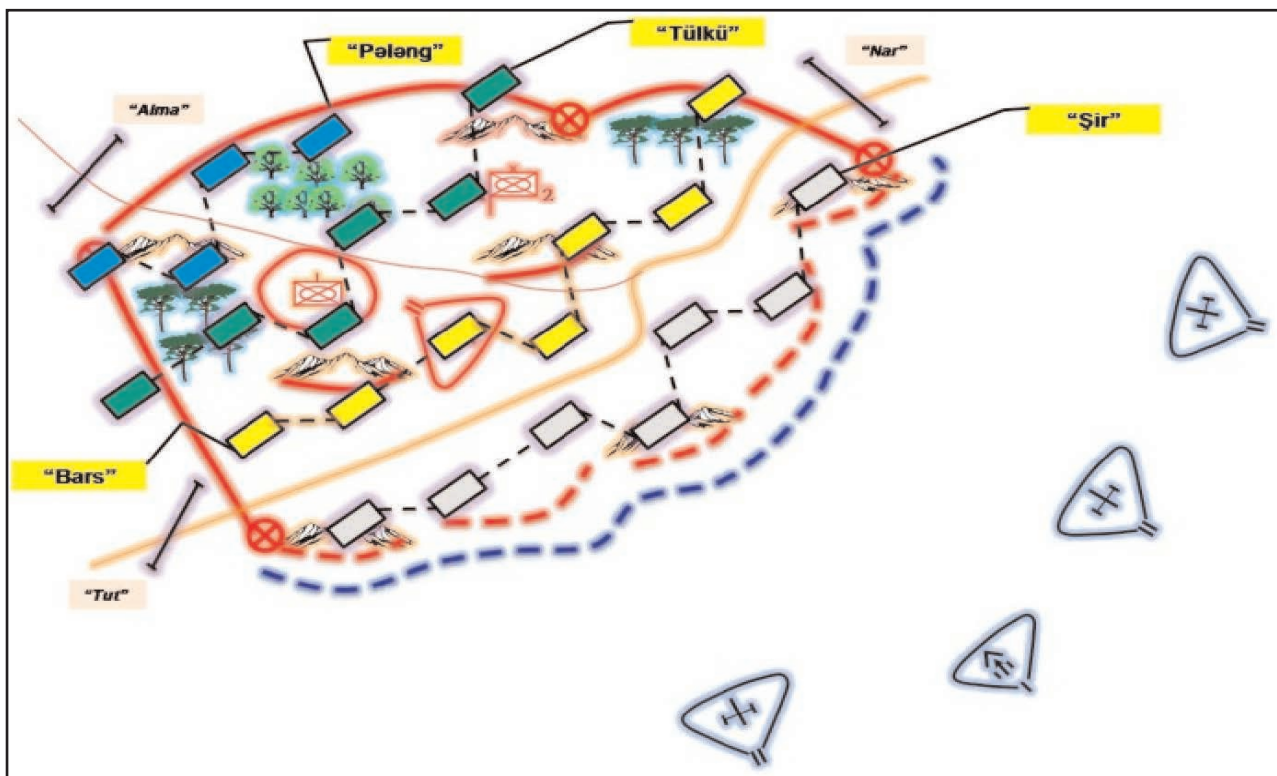 “Tülkü”
“Pələng”
“Nar”
“Alma”
“Şir”
2
“Bars”
“Tut”